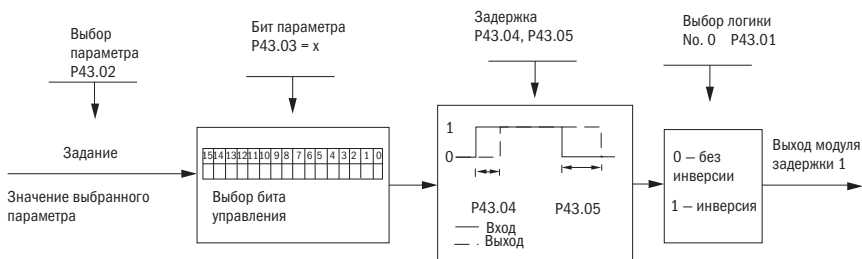 Выбор
параметра
P43.02
Бит параметра
P43.03 = x
Задержка
P43.04, P43.05
Выбор логики
No. 0 P43.01
Задание
Значение выбранного
параметра
15 14 13 12 11 10 9 8 7 6 5 4 3 2 1 0
Выбор бита
управления
1
0
P43.04 P43.05
Вход
Выход
0 – без
инверсии
1 – инверсия
Выход модуля
задержки 1